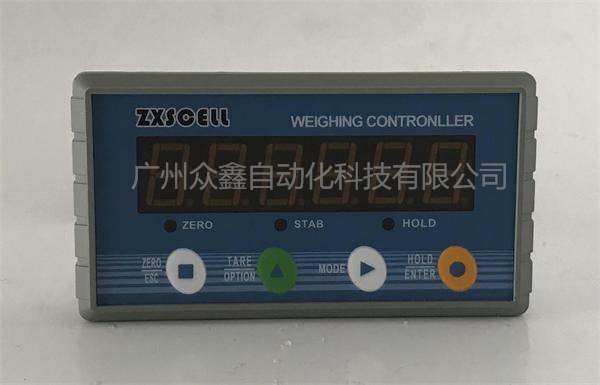 ZXSCELL
WEIGHING CONTRONLLER
广州众鑫自动化科技有限公司
ZERO
STAB
HOLD
ZERO
ESC
TARE
OPTION
MODE
HOLD
ENTER